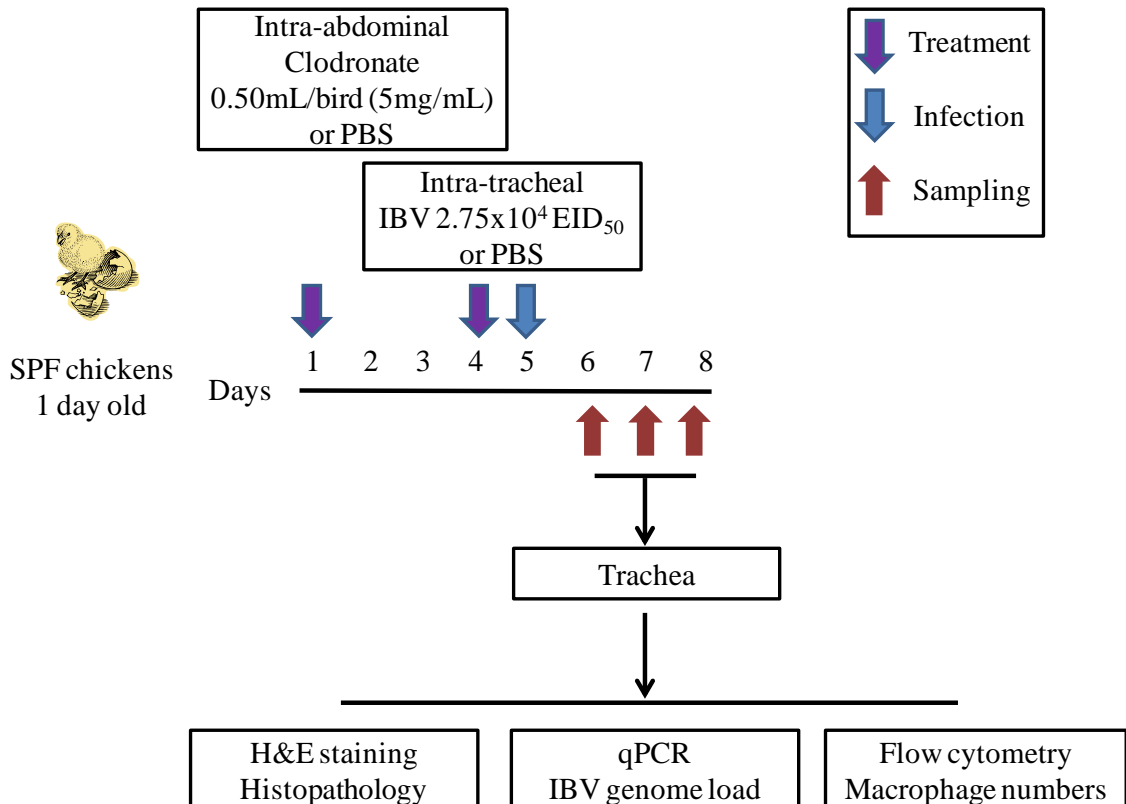 Intra-abdominal
Clodronate
0.50mL/bird (5mg/mL)
or PBS
Treatment
Infection
Sampling
Intra-tracheal
IBV 2.75x10⁴ EID₅₀
or PBS
SPF chickens
1 day old
Days
1 2 3 4 5 6 7 8
Trachea
H&E staining
Histopathology
qPCR
IBV genome load
Flow cytometry
Macrophage numbers